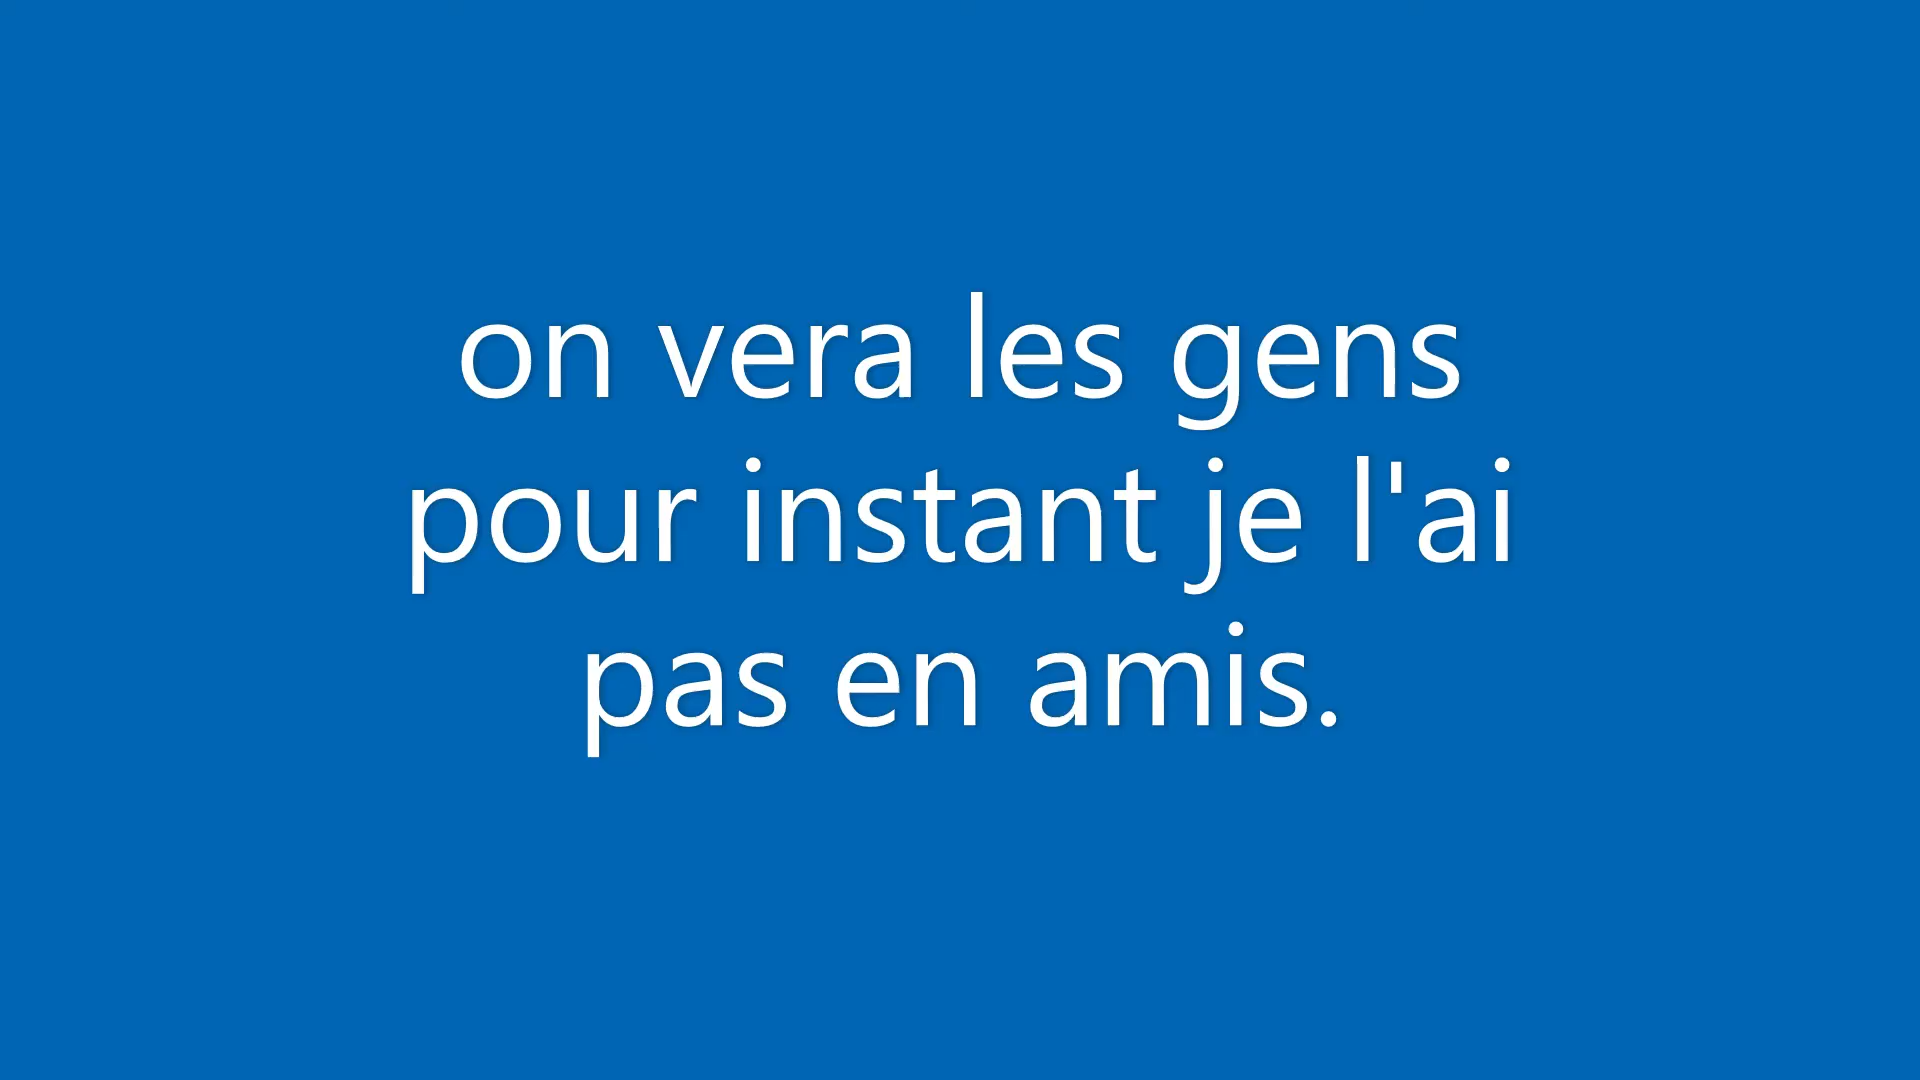 on vera les gens
pour instant je l'ai
pas en amis.